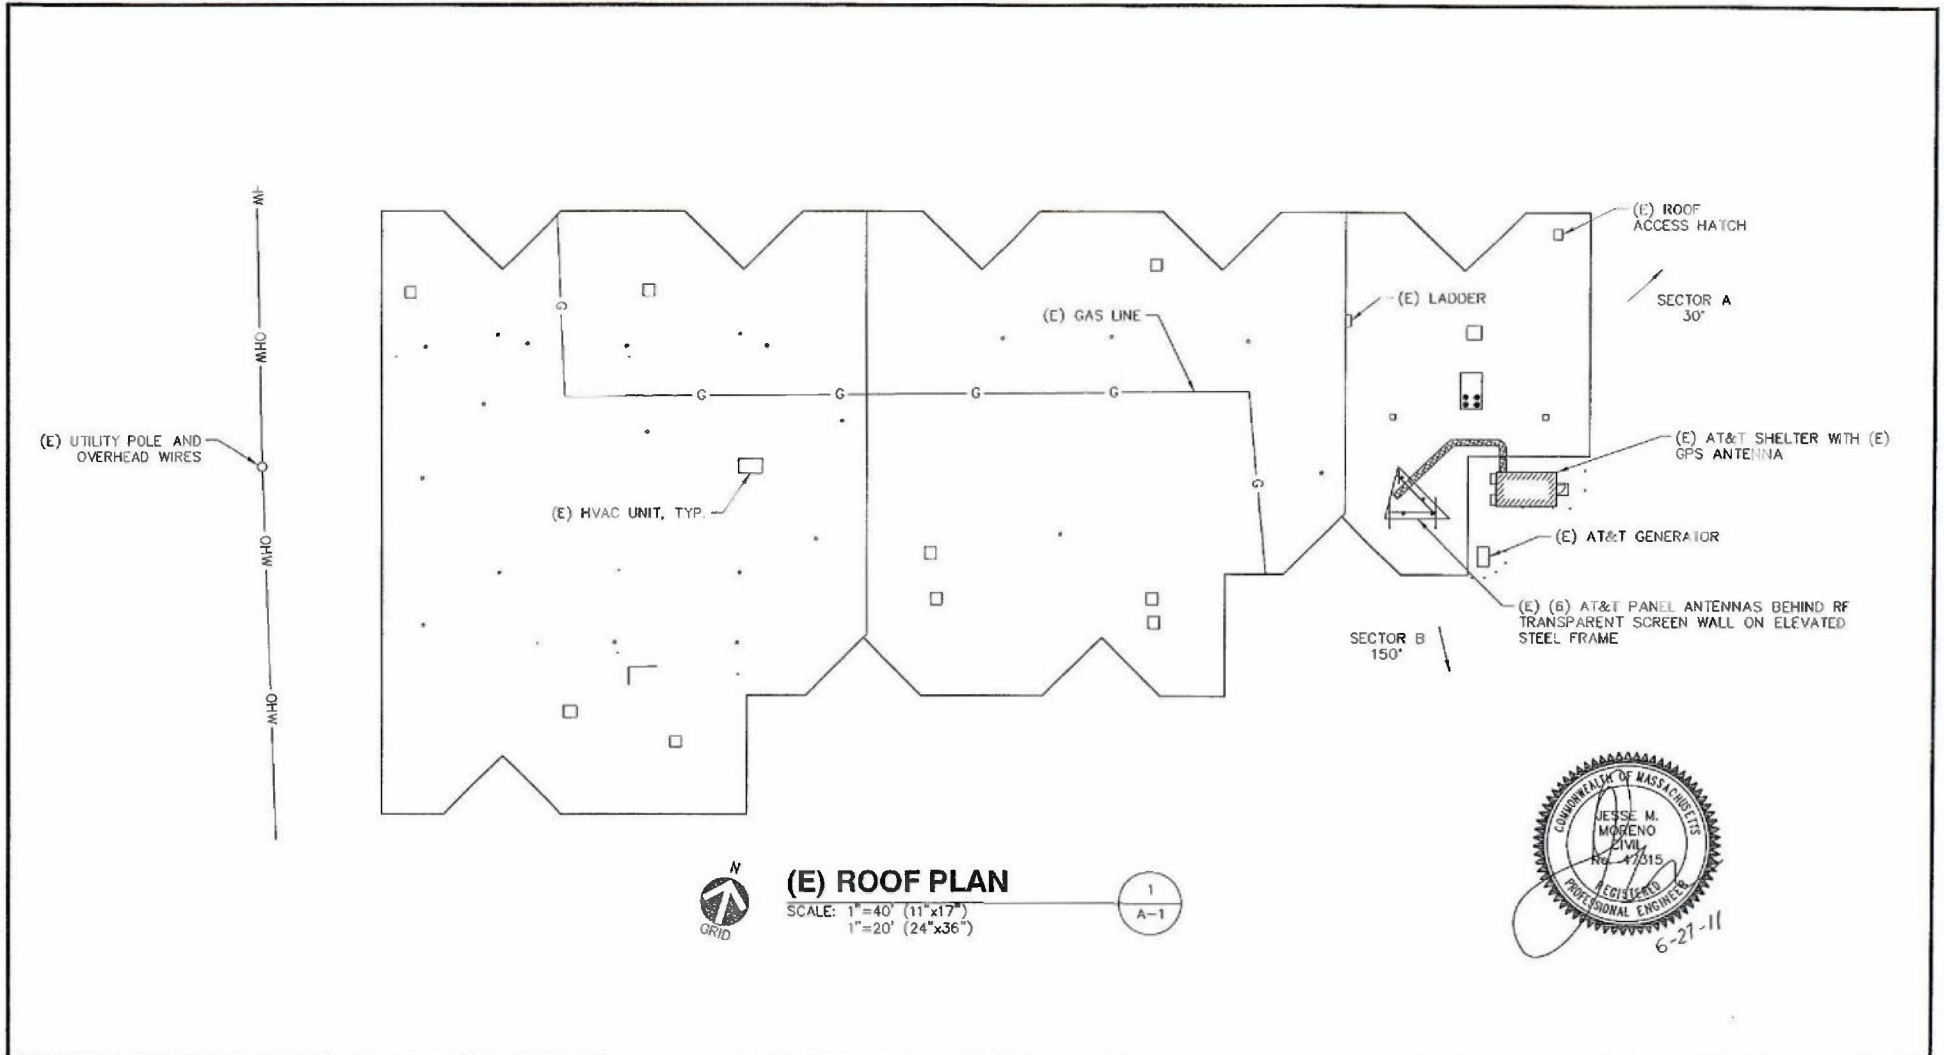 (E) ROOF
ACCESS HATCH
SECTOR A
30°
(E) LADDER
(E) GAS LINE
G
G
G
G
G
G
HW
OHW
OHW
OHW
(E) UTILITY POLE AND
OVERHEAD WIRES
(E) HVAC UNIT, TYP.
(E) AT&T SHELTER WITH (E)
GPS ANTENNA
(E) AT&T GENERATOR
(E) (6) AT&T PANEL ANTENNAS BEHIND RF
TRANSPARENT SCREEN WALL ON ELEVATED
STEEL FRAME
SECTOR B
150°
N
GRID
(E) ROOF PLAN
SCALE: 1"=40' (11"x17")
1"=20' (24"x36")
1
A-1
COMMONWEALTH OF MASSACHUSETTS
JESSE M.
MORENO
CIVIL
No. 47315
REGISTERED
PROFESSIONAL ENGINEER
6-27-11